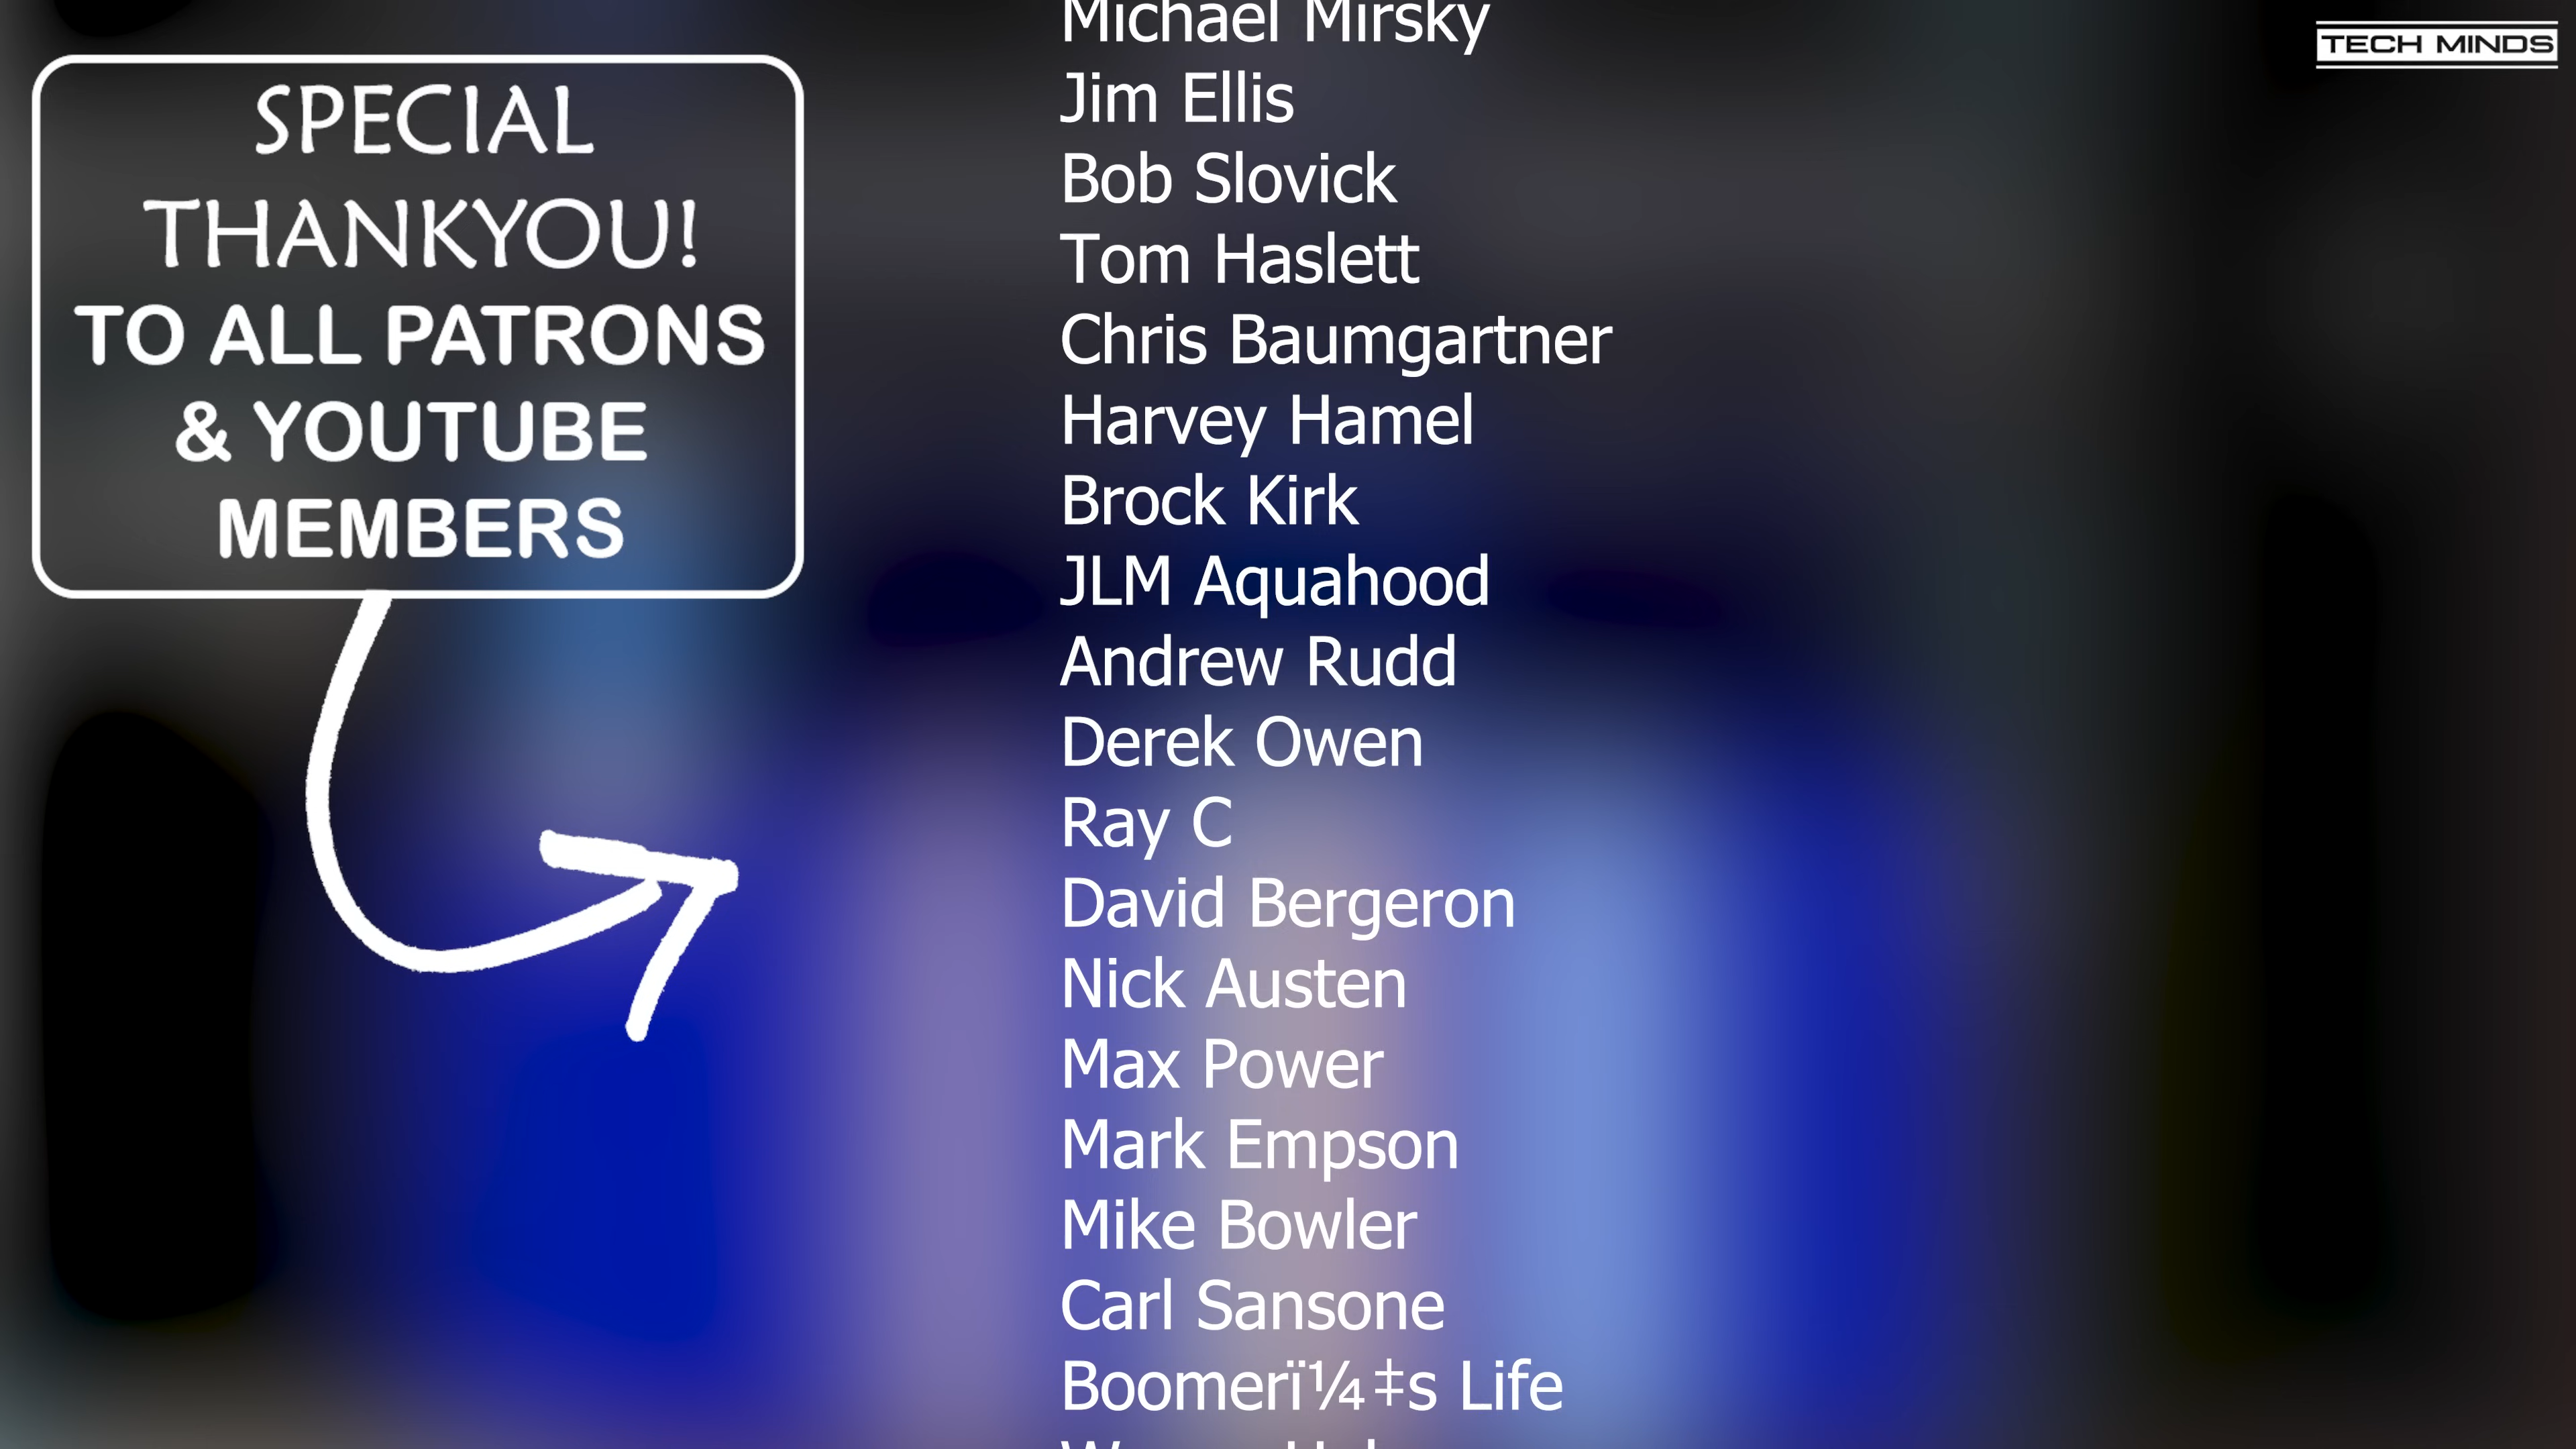 Michael Mirsky
TECH MINDS
SPECIAL
THANKYOU!
TO ALL PATRONS
& YOUTUBE
MEMBERS
Jim Ellis
Bob Slovick
Tom Haslett
Chris Baumgartner
Harvey Hamel
Brock Kirk
JLM Aquahood
Andrew Rudd
Derek Owen
Ray C
David Bergeron
Nick Austen
Max Power
Mark Empson
Mike Bowler
Carl Sansone
Boomerï¼‡s Life